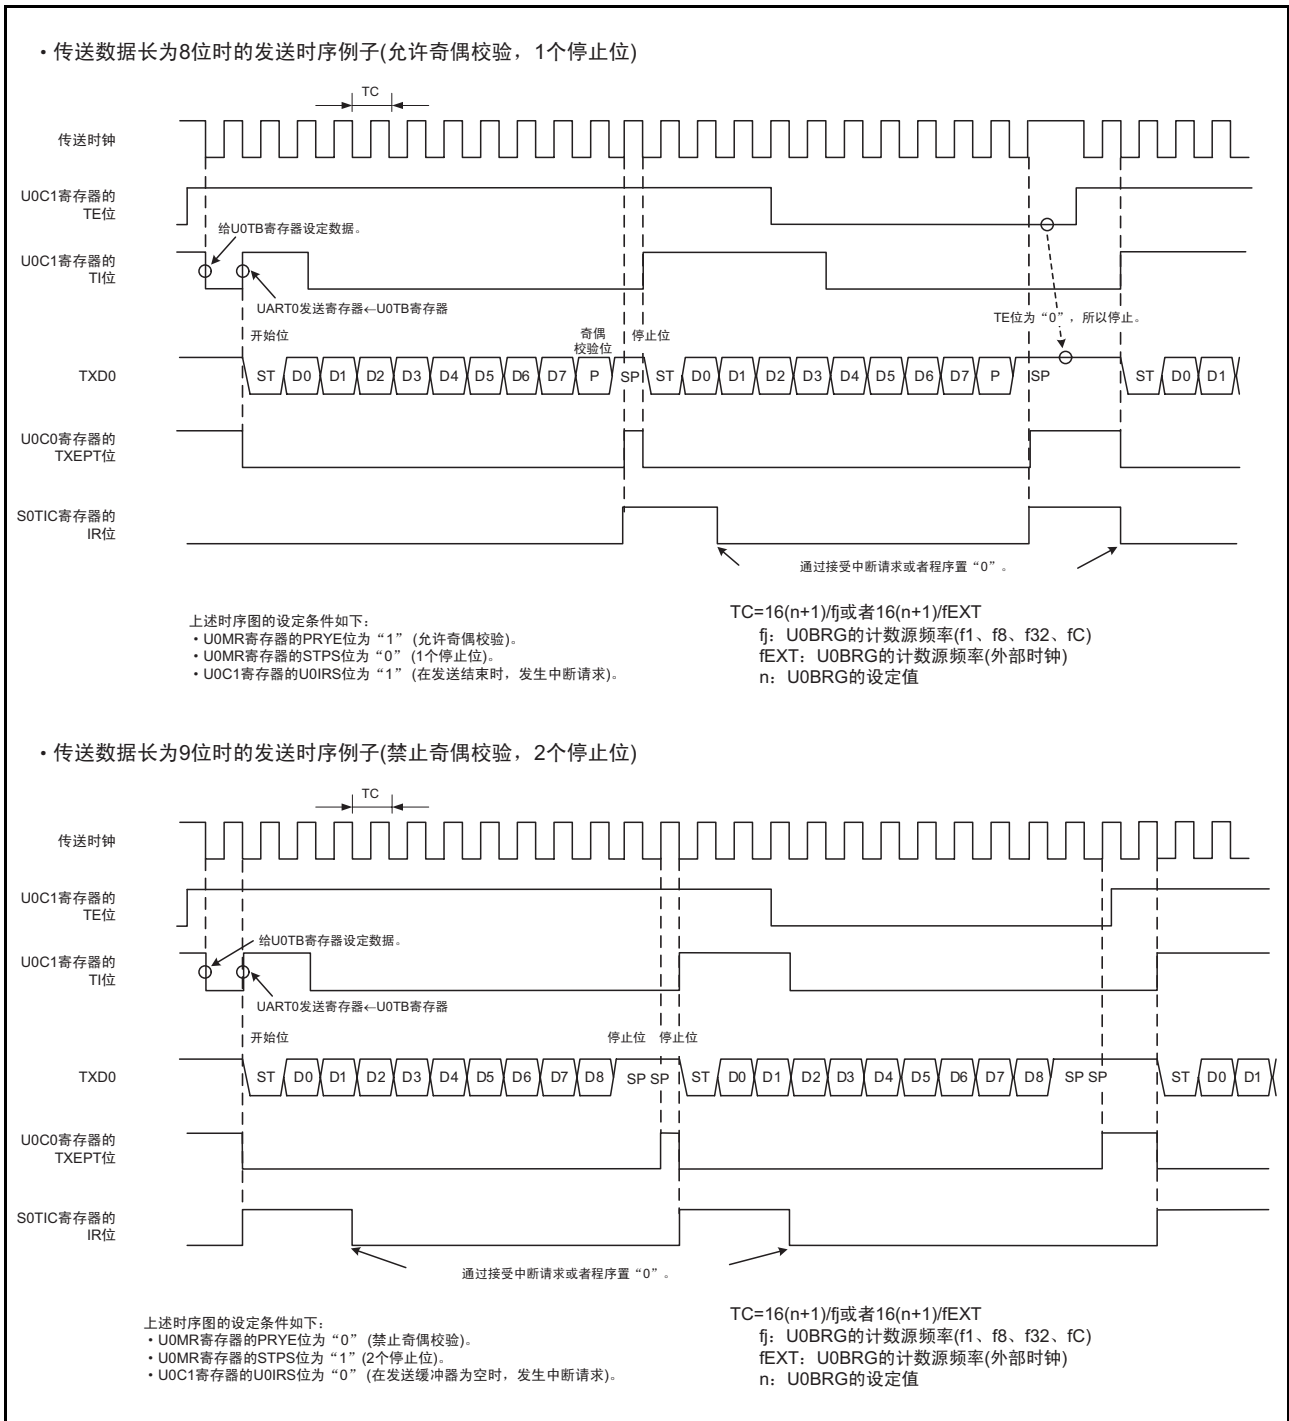 ・传送数据长为8位时的发送时序例子(允许奇偶校验，1个停止位)
TC
传送时钟
U0C1寄存器的
TE位
给U0TB寄存器设定数据。
U0C1寄存器的
TI位
UART0发送寄存器←U0TB寄存器
TE位为“0”，所以停止。
开始位
奇偶
校验位
停止位
TXD0
ST D0 D1 D2 D3 D4 D5 D6 D7 P SP ST D0 D1 D2 D3 D4 D5 D6 D7 P SP ST D0 D1
U0C0寄存器的
TXEPT位
S0TIC寄存器的
IR位
通过接受中断请求或者程序置“0”。
上述时序图的设定条件如下：
・U0MR寄存器的PRYE位为“1” (允许奇偶校验)。
・U0MR寄存器的STPS位为“0” (1个停止位)。
・U0C1寄存器的U0IRS位为“1” (在发送结束时，发生中断请求)。
TC=16(n+1)/fj或者16(n+1)/fEXT
fj：U0BRG的计数源频率(f1、f8、f32、fC)
fEXT：U0BRG的计数源频率(外部时钟)
n：U0BRG的设定值
・传送数据长为9位时的发送时序例子(禁止奇偶校验，2个停止位)
TC
传送时钟
U0C1寄存器的
TE位
给U0TB寄存器设定数据。
U0C1寄存器的
TI位
UART0发送寄存器←U0TB寄存器
开始位
停止位
停止位
TXD0
ST D0 D1 D2 D3 D4 D5 D6 D7 D8 SP SP ST D0 D1 D2 D3 D4 D5 D6 D7 D8 SP SP ST D0 D1
U0C0寄存器的
TXEPT位
S0TIC寄存器的
IR位
通过接受中断请求或者程序置“0”。
上述时序图的设定条件如下：
・U0MR寄存器的PRYE位为“0” (禁止奇偶校验)。
・U0MR寄存器的STPS位为“1”(2个停止位)。
・U0C1寄存器的U0IRS位为“0” (在发送缓冲器为空时，发生中断请求)。
TC=16(n+1)/fj或者16(n+1)/fEXT
fj：U0BRG的计数源频率(f1、f8、f32、fC)
fEXT：U0BRG的计数源频率(外部时钟)
n：U0BRG的设定值